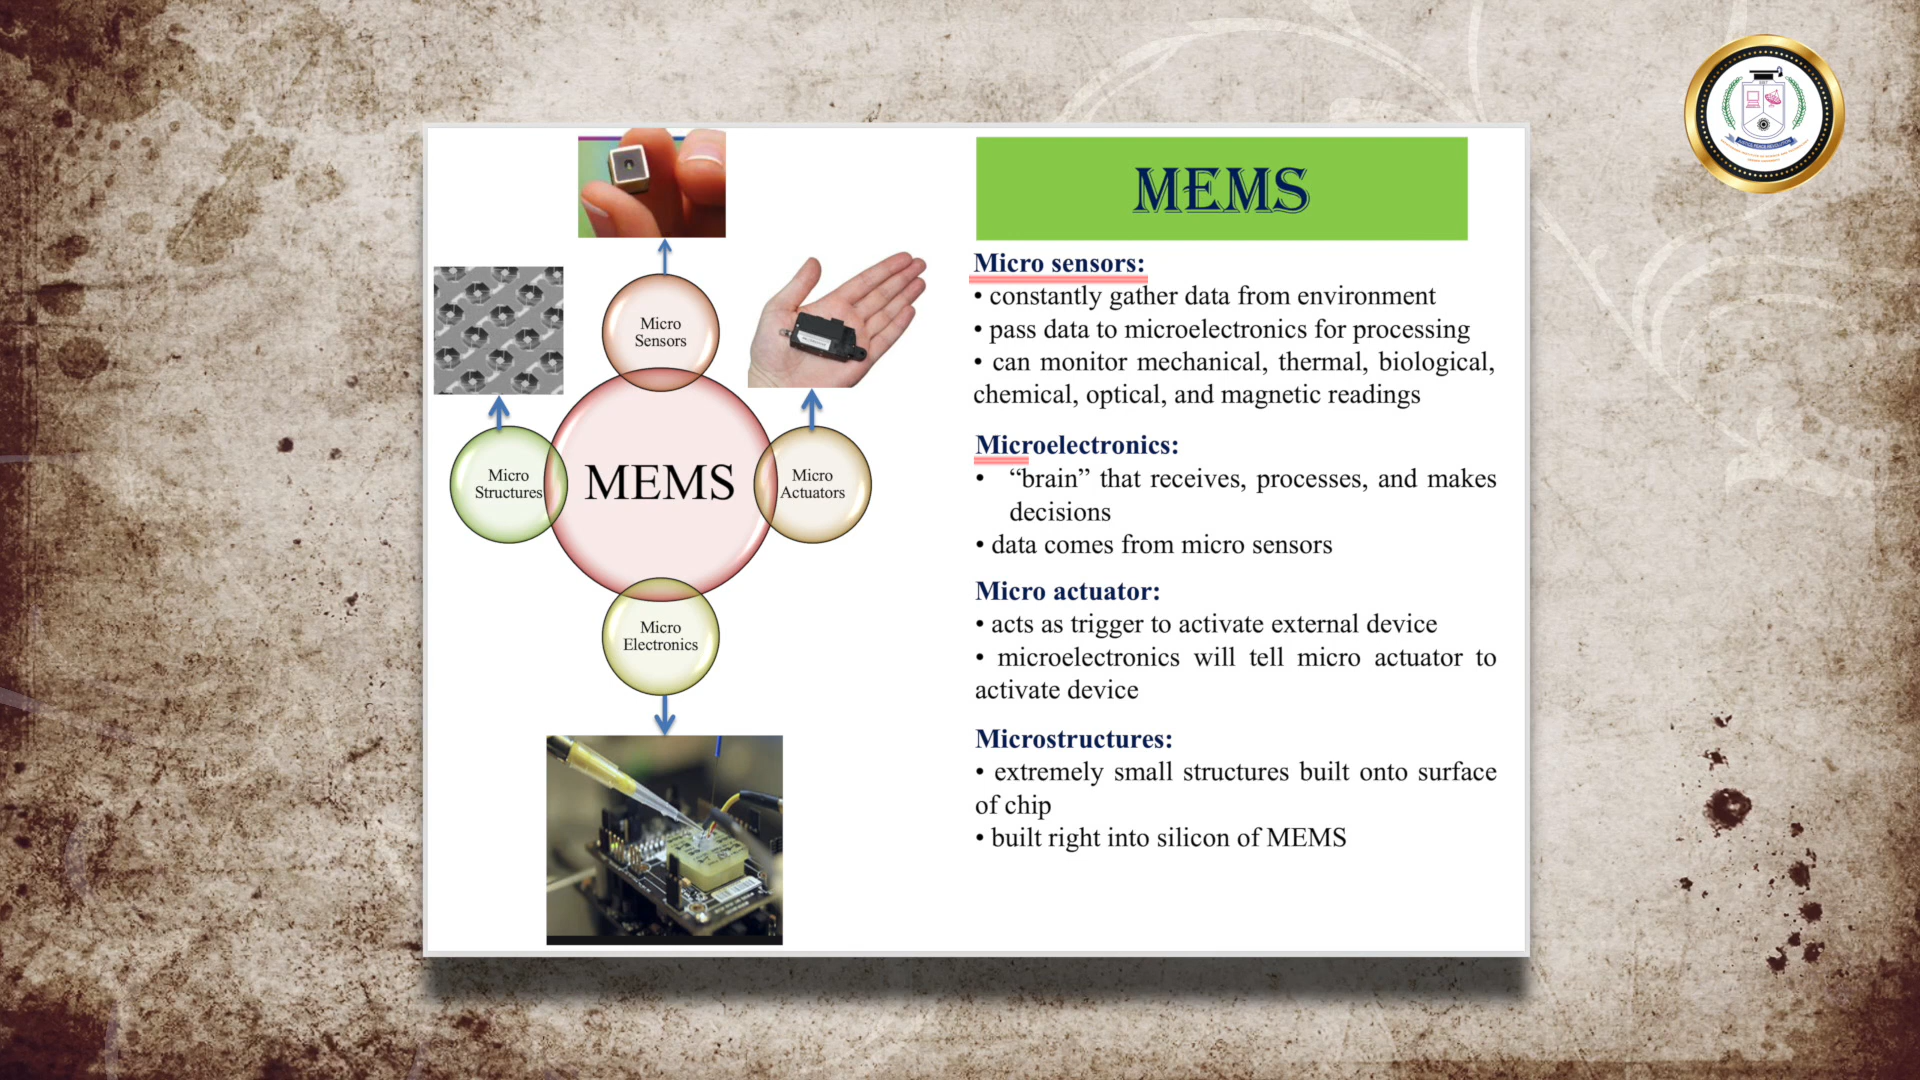 MEMS
Micro sensors:
• constantly gather data from environment
• pass data to microelectronics for processing
• can monitor mechanical, thermal, biological,
chemical, optical, and magnetic readings
Microelectronics:
• “brain” that receives, processes, and makes
decisions
• data comes from micro sensors
Micro actuator:
• acts as trigger to activate external device
• microelectronics will tell micro actuator to
activate device
Microstructures:
• extremely small structures built onto surface
of chip
• built right into silicon of MEMS
Micro
Sensors
Micro
Structures
MEMS
Micro
Actuators
Micro
Electronics